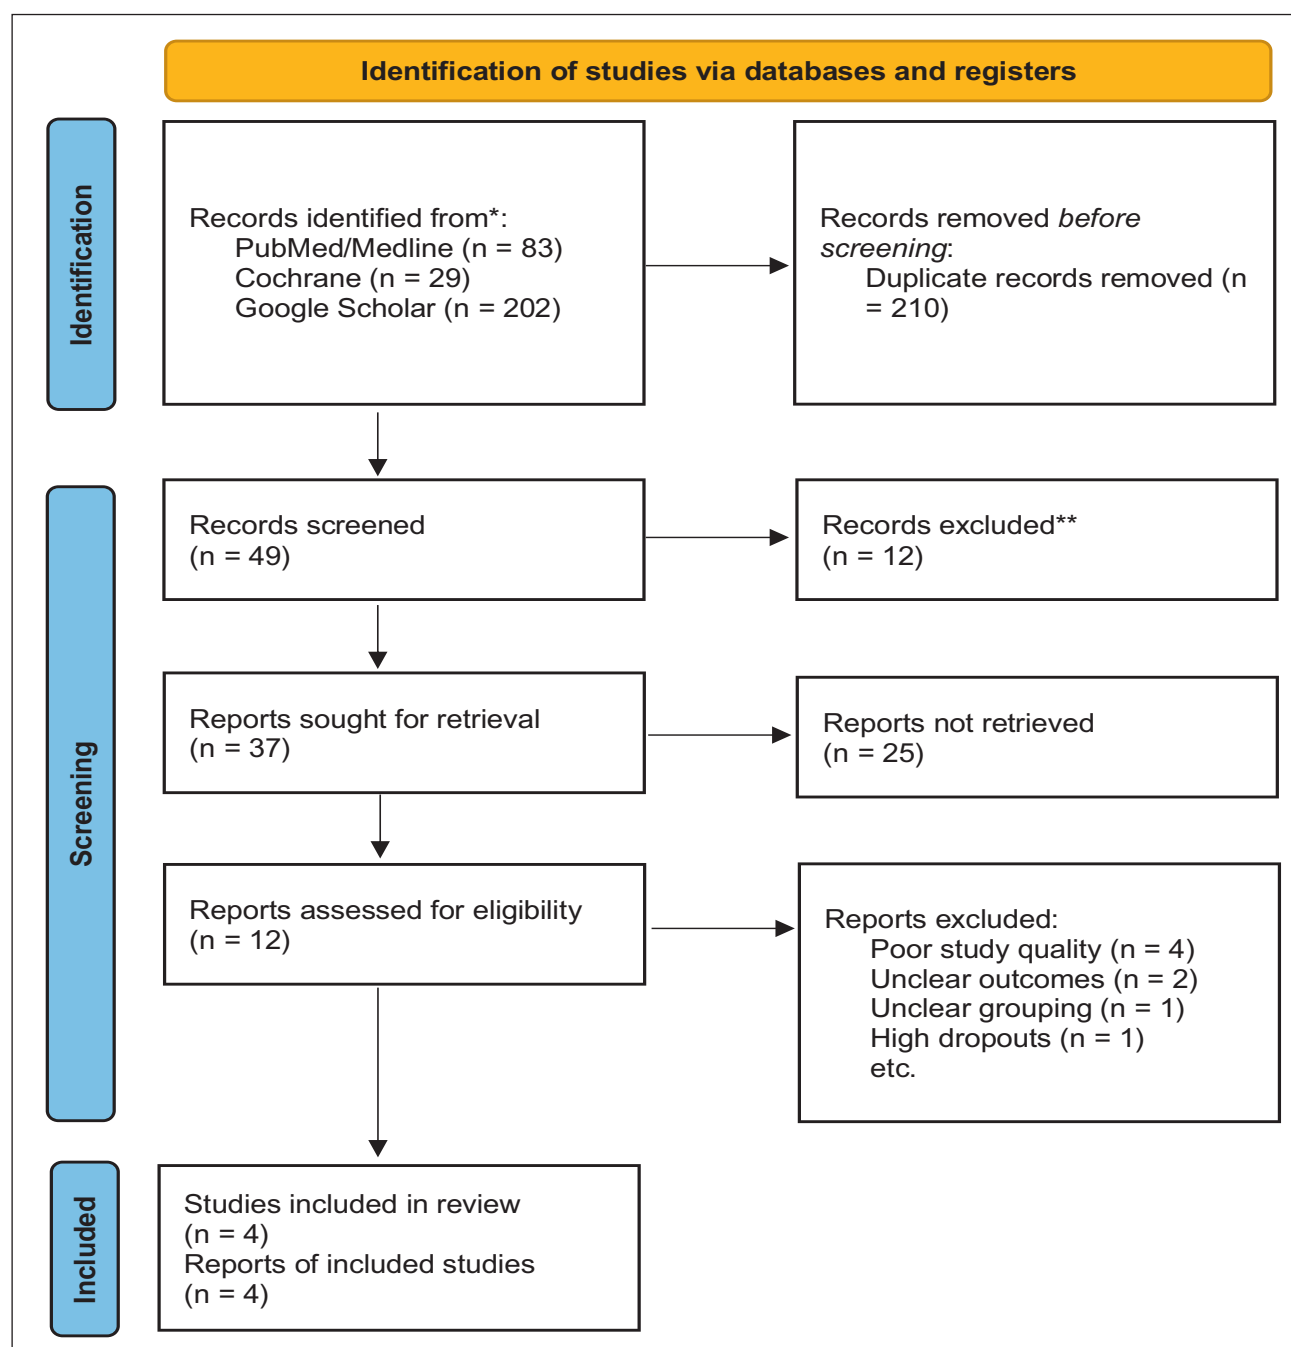 Identification of studies via databases and registers
Identification
Records identified from*:
PubMed/Medline (n = 83)
Cochrane (n = 29)
Google Scholar (n = 202)
Records removed before
screening:
Duplicate records removed (n
= 210)
Screening
Records screened
(n = 49)
Records excluded**
(n = 12)
Reports sought for retrieval
(n = 37)
Reports not retrieved
(n = 25)
Reports assessed for eligibility
(n = 12)
Reports excluded:
Poor study quality (n = 4)
Unclear outcomes (n = 2)
Unclear grouping (n = 1)
High dropouts (n = 1)
etc.
Included
Studies included in review
(n = 4)
Reports of included studies
(n = 4)